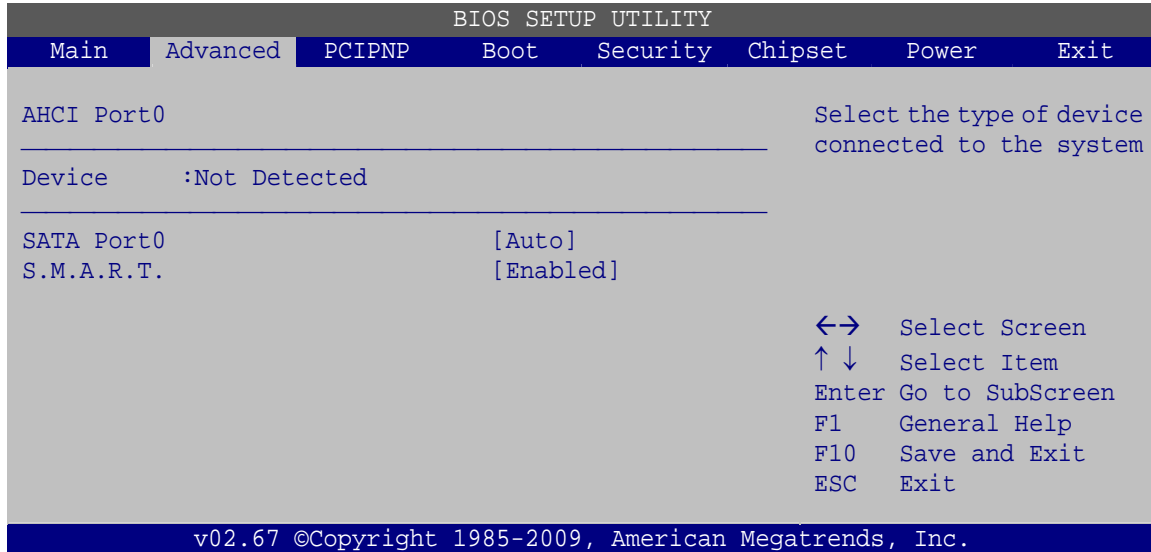 BIOS SETUP UTILITY
Main Advanced PCIPNP Boot Security Chipset Power Exit
AHCI Port0
Device :Not Detected
SATA Port0 [Auto]
S.M.A.R.T. [Enabled]
Select the type of device
connected to the system
←→ Select Screen
↑ ↓ Select Item
Enter Go to SubScreen
F1 General Help
F10 Save and Exit
ESC Exit
v02.67 ©Copyright 1985-2009, American Megatrends, Inc.